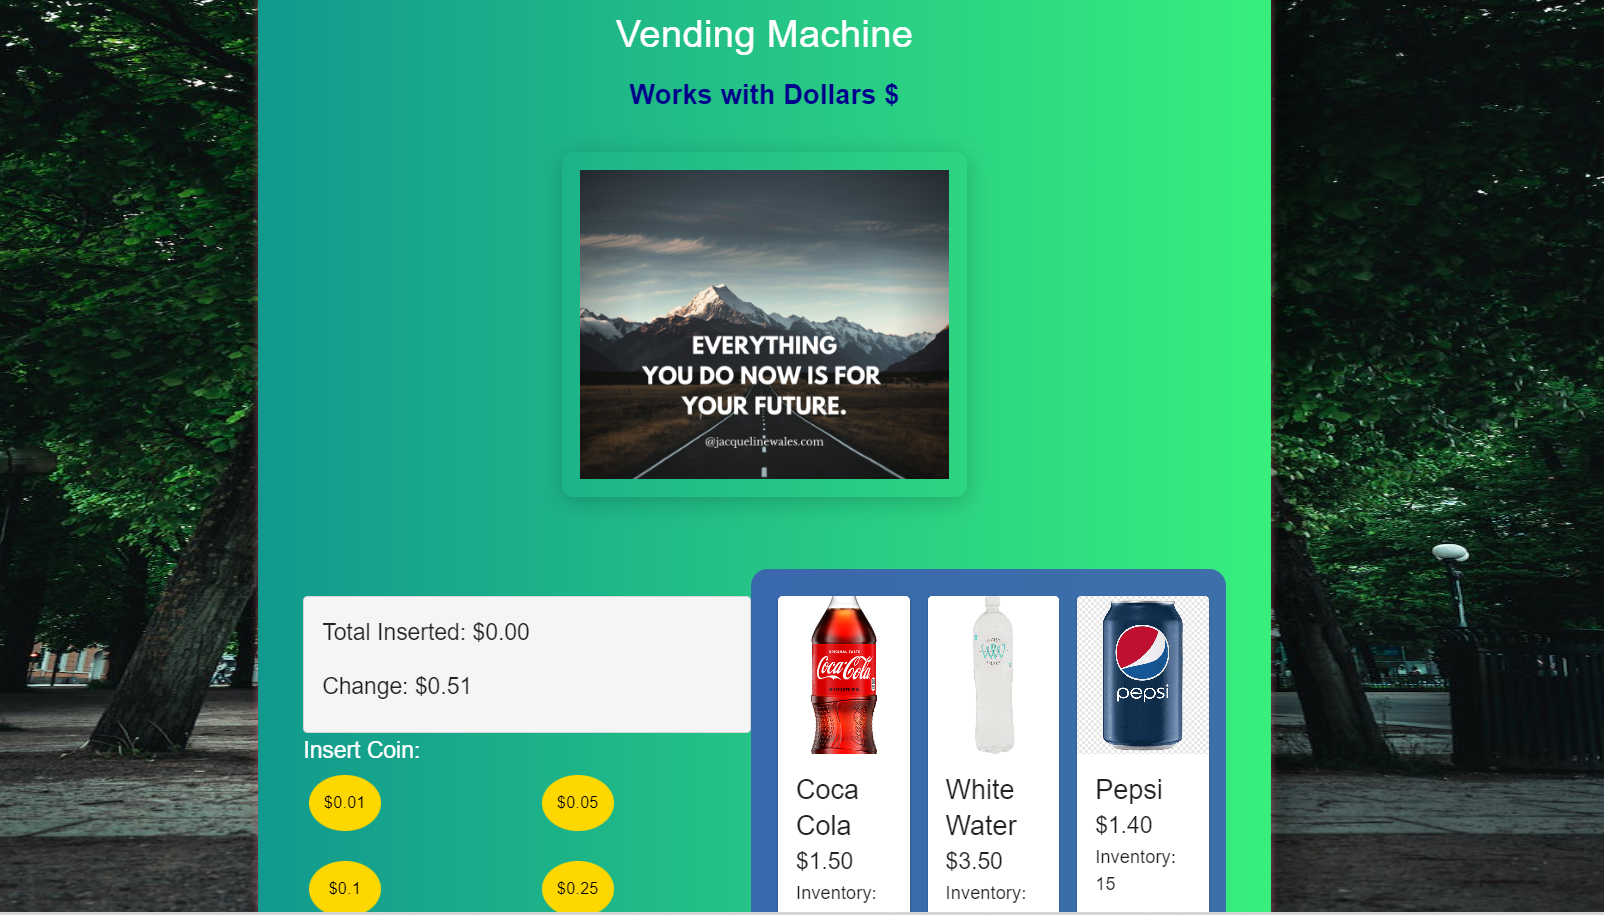 Vending Machine
Works with Dollars $
EVERYTHING
YOU DO NOW IS FOR
YOUR FUTURE.
@jacquelinewales.com
Total Inserted: $0.00
Change: $0.51
Insert Coin:
$0.01
$0.05
$0.1
$0.25
ORIGINAL TASTE
Coca-Cola
Coca
Cola
$1.50
Inventory:
White
Water
$3.50
Inventory:
pepsi
Pepsi
$1.40
Inventory:
15